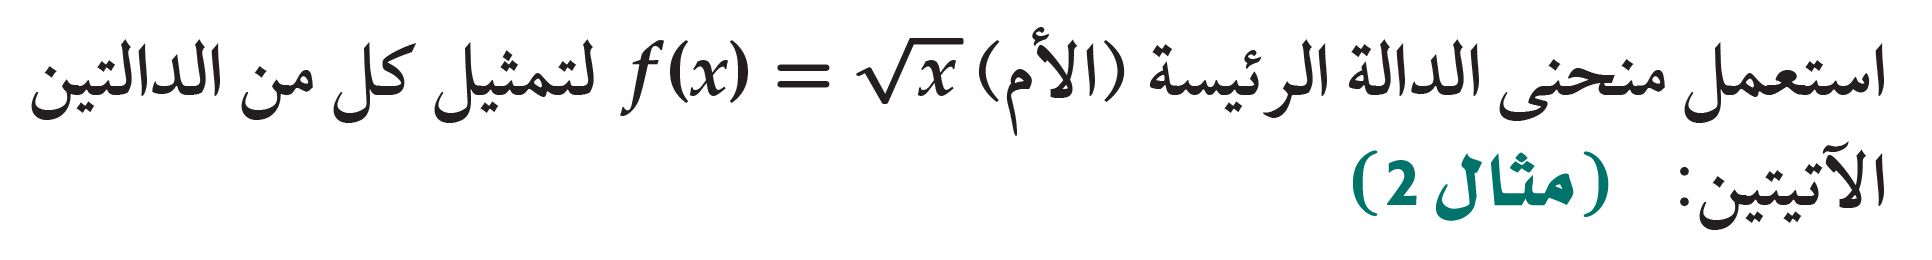 استعمل منحنى الدالة الرئيسة (الأم) f(x) = √x لتمثيل كل من الدالتين
الآتيتين: (مثال 2)